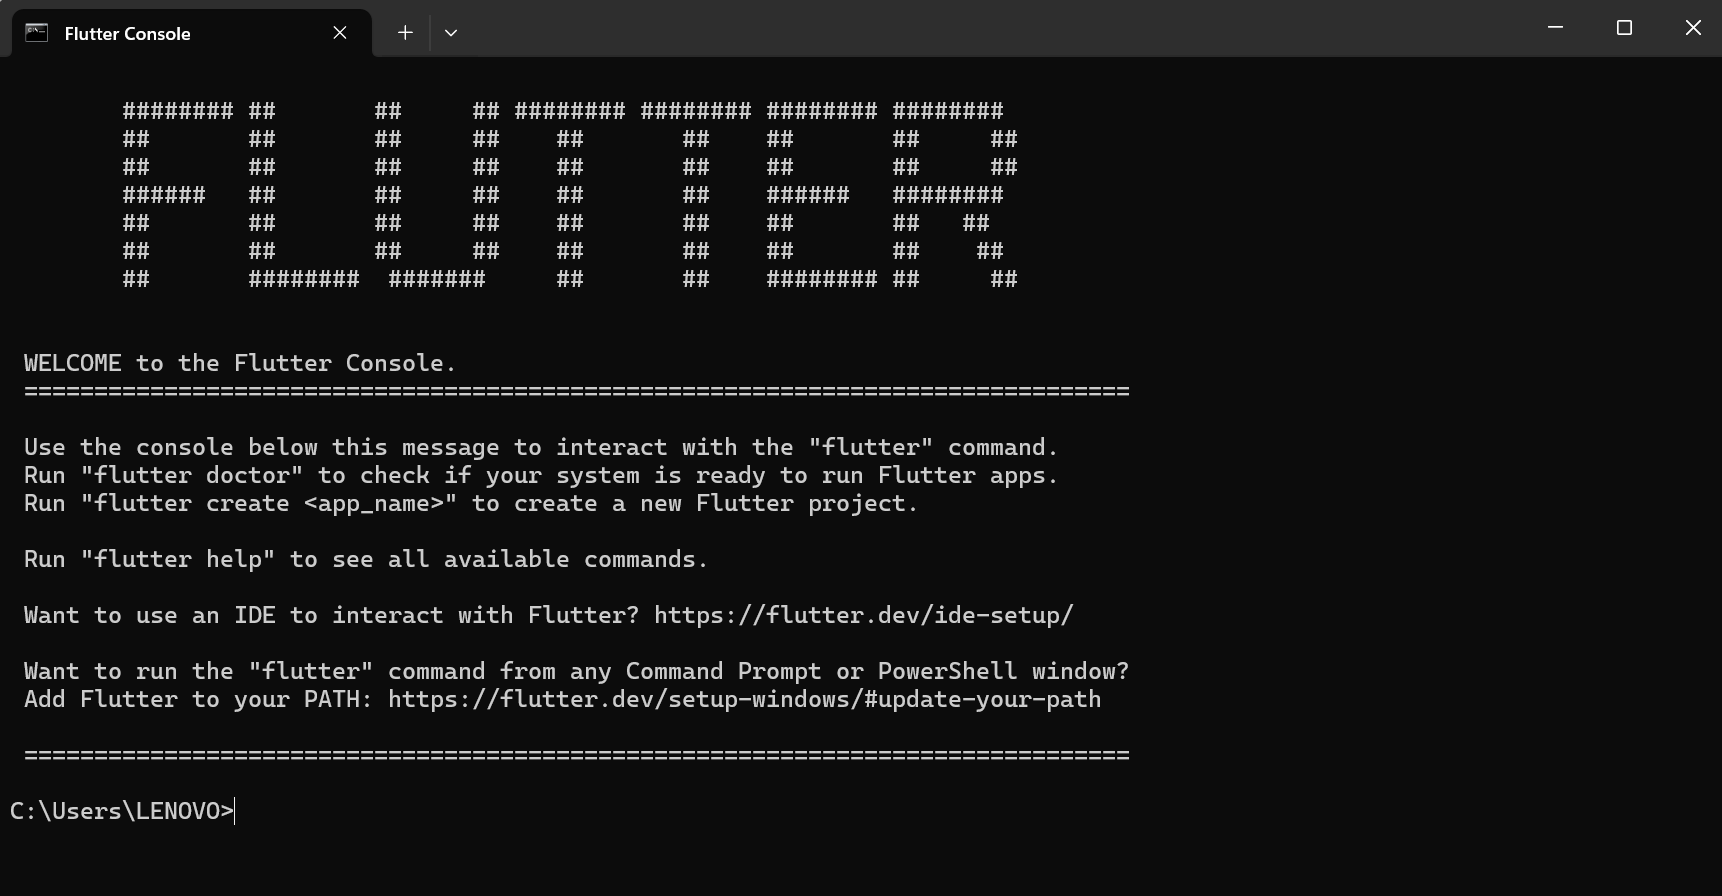 Flutter Console
######## ##       ##     ## ######## ######## ######## ########
##       ##       ##     ##    ##       ##    ##       ##     ##
##       ##       ##     ##    ##       ##    ##       ##     ##
######   ##       ##     ##    ##       ##    ######   ########
##       ##       ##     ##    ##       ##    ##       ##   ##
##       ##       ##     ##    ##       ##    ##       ##    ##
##       ########  #######     ##       ##    ######## ##     ##
WELCOME to the Flutter Console.
===============================================================================
Use the console below this message to interact with the "flutter" command.
Run "flutter doctor" to check if your system is ready to run Flutter apps.
Run "flutter create <app_name>" to create a new Flutter project.
Run "flutter help" to see all available commands.
Want to use an IDE to interact with Flutter? https://flutter.dev/ide-setup/
Want to run the "flutter" command from any Command Prompt or PowerShell window?
Add Flutter to your PATH: https://flutter.dev/setup-windows/#update-your-path
===============================================================================
C:\Users\LENOVO>